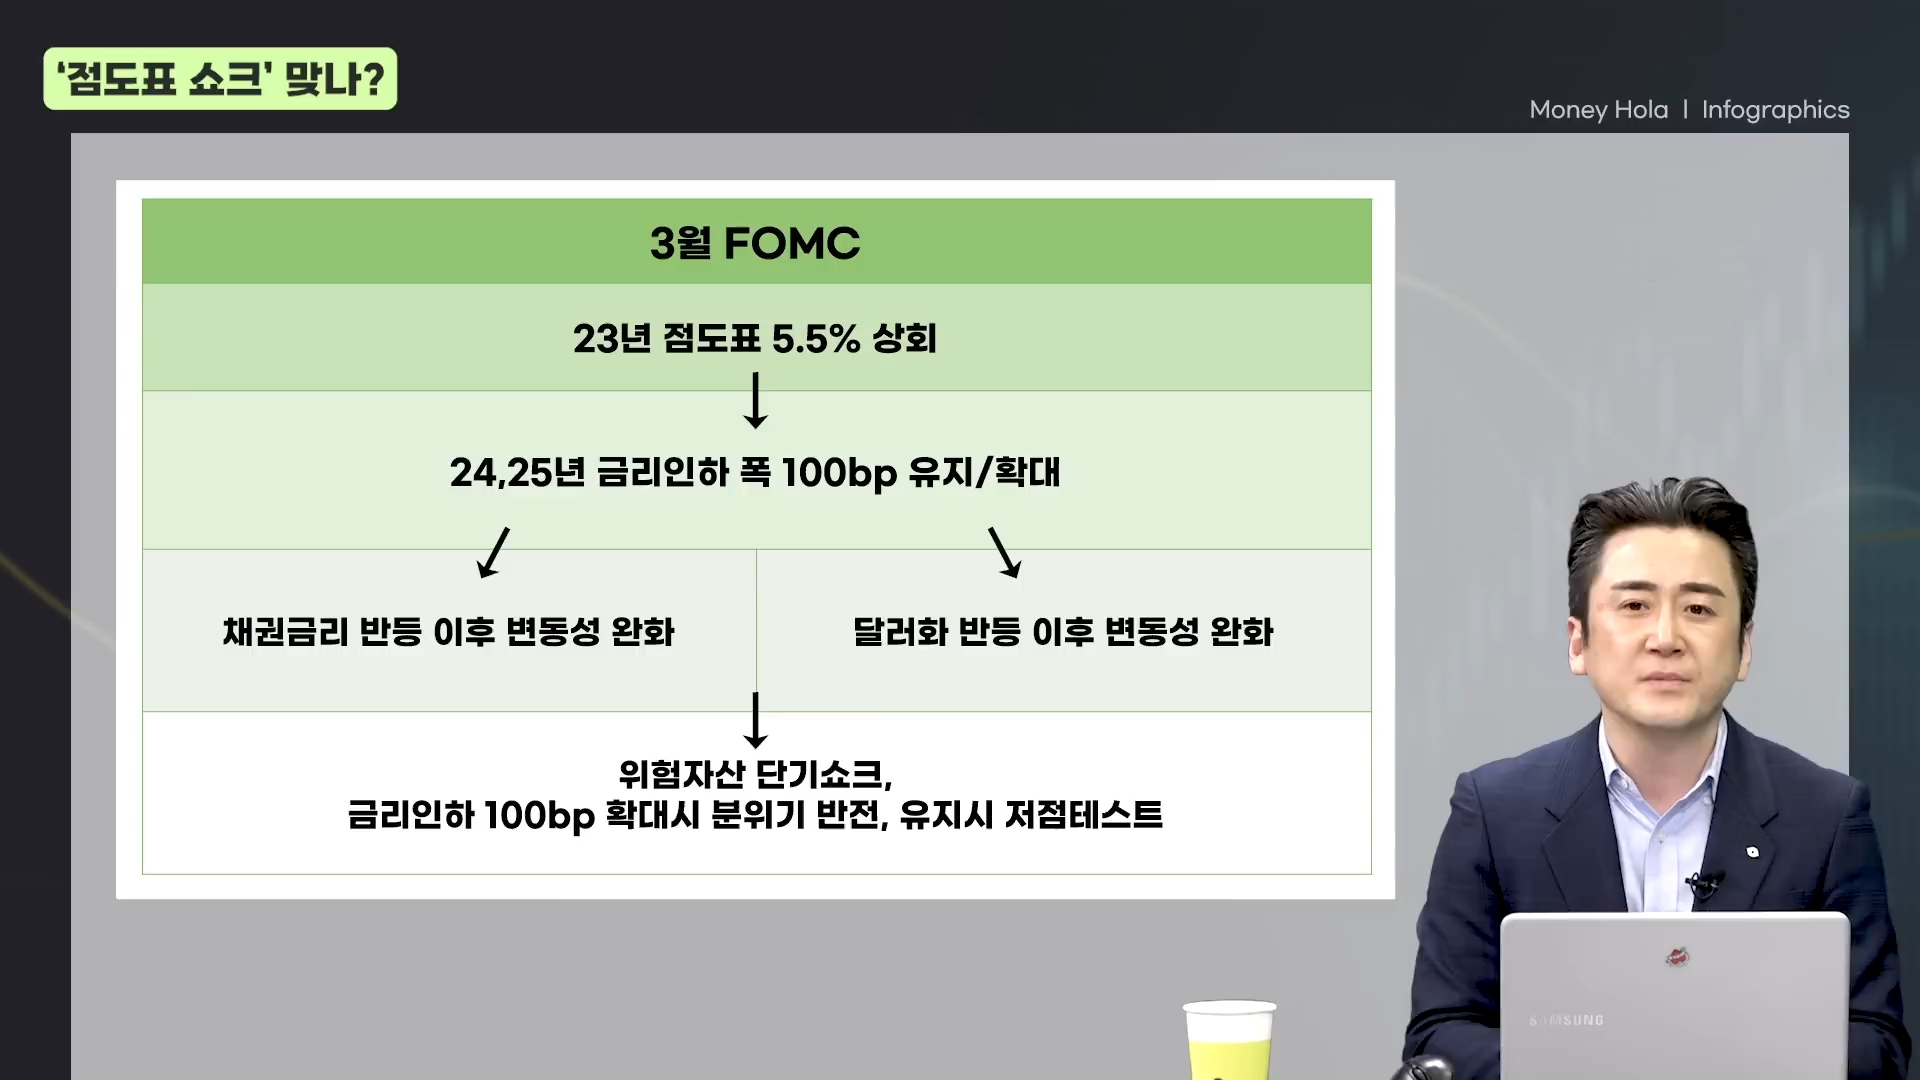 ‘점도표 쇼크’ 맞나?
Money Hola | Infographics
3월 FOMC
23년 점도표 5.5% 상회
24,25년 금리인하 폭 100bp 유지/확대
채권금리 반등 이후 변동성 완화
달러화 반등 이후 변동성 완화
위험자산 단기쇼크,
금리인하 100bp 확대시 분위기 반전, 유지시 저점테스트
SAMSUNG